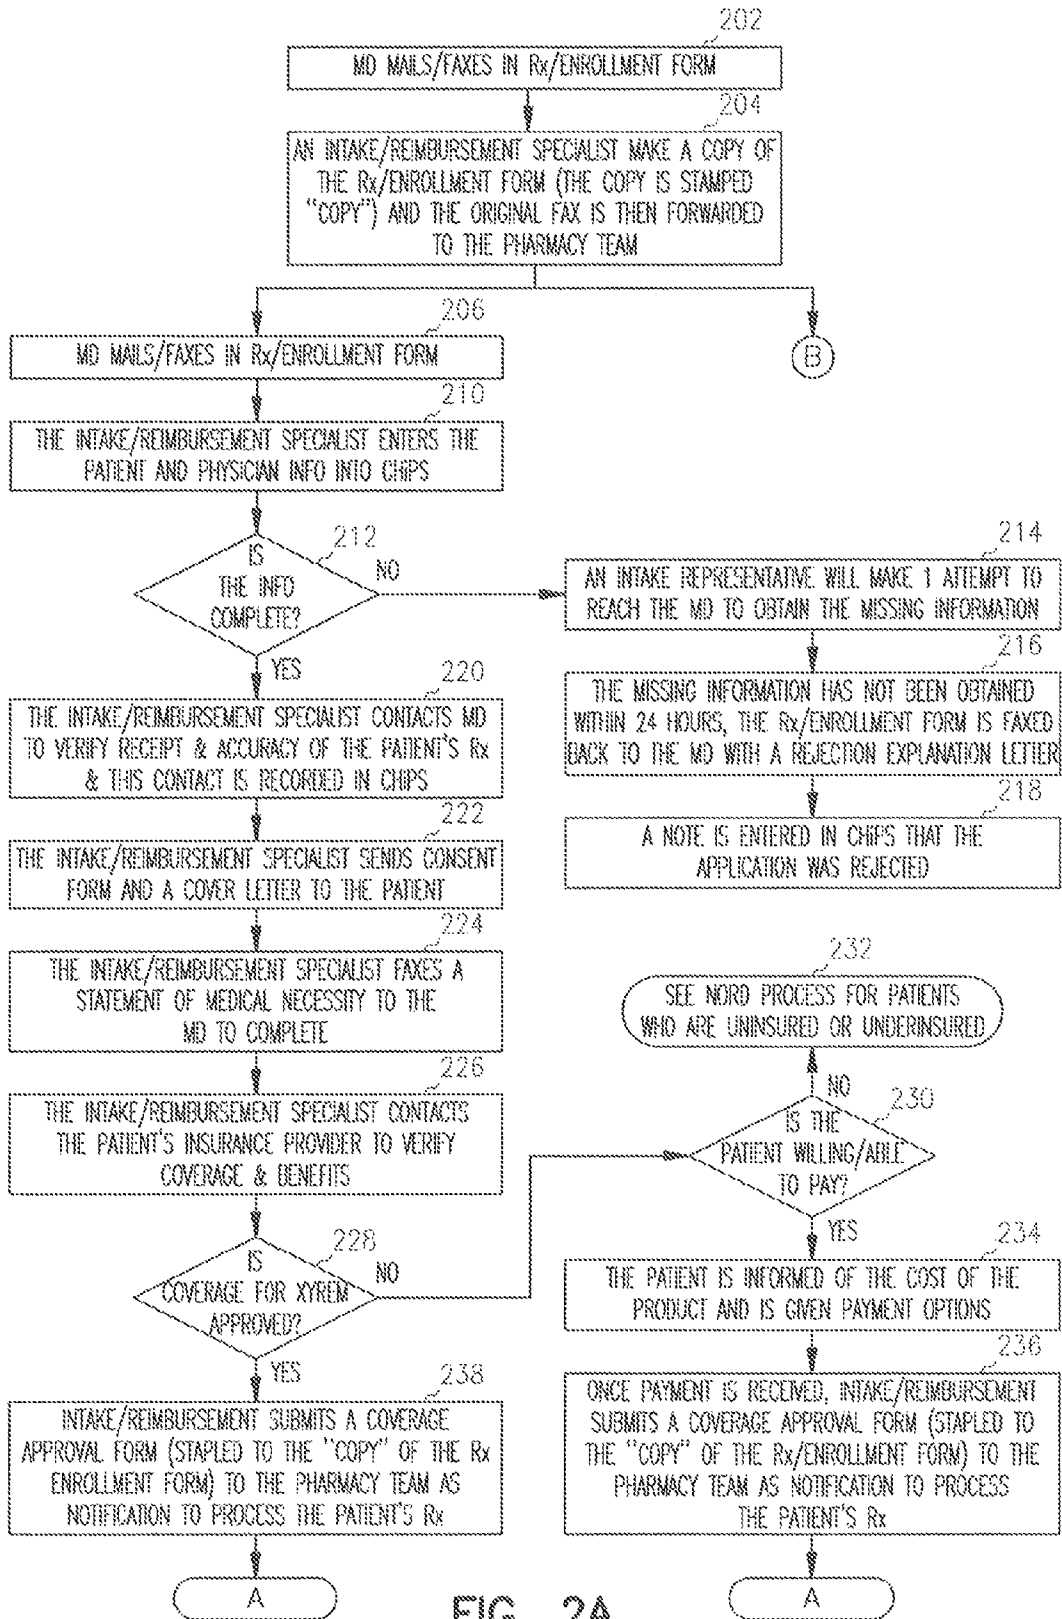 202
MD MAILS/FAXES IN Rx/ENROLLMENT FORM
204
AN INTAKE/REIMBURSEMENT SPECIALIST MAKE A COPY OF
THE Rx/ENROLLMENT FORM (THE COPY IS STAMPED
"COPY") AND THE ORIGINAL FAX IS THEN FORWARDED
TO THE PHARMACY TEAM
206
MD MAILS/FAXES IN Rx/ENROLLMENT FORM
B
210
THE INTAKE/REIMBURSEMENT SPECIALIST ENTERS THE
PATIENT AND PHYSICIAN INFO INTO CHIPS
212
IS
THE INFO
COMPLETE?
NO
YES
214
AN INTAKE REPRESENTATIVE WILL MAKE 1 ATTEMPT TO
REACH THE MD TO OBTAIN THE MISSING INFORMATION
216
THE MISSING INFORMATION HAS NOT BEEN OBTAINED
WITHIN 24 HOURS, THE Rx/ENROLLMENT FORM IS FAXED
BACK TO THE MD WITH A REJECTION EXPLANATION LETTER
218
A NOTE IS ENTERED IN CHIPS THAT THE
APPLICATION WAS REJECTED
220
THE INTAKE/REIMBURSEMENT SPECIALIST CONTACTS MD
TO VERIFY RECEIPT & ACCURACY OF THE PATIENT'S Rx
& THIS CONTACT IS RECORDED IN CHIPS
222
THE INTAKE/REIMBURSEMENT SPECIALIST SENDS CONSENT
FORM AND A COVER LETTER TO THE PATIENT
224
THE INTAKE/REIMBURSEMENT SPECIALIST FAXES A
STATEMENT OF MEDICAL NECESSITY TO THE
MD TO COMPLETE
226
THE INTAKE/REIMBURSEMENT SPECIALIST CONTACTS
THE PATIENT'S INSURANCE PROVIDER TO VERIFY
COVERAGE & BENEFITS
228
IS
COVERAGE FOR XYREM
APPROVED?
NO
YES
232
SEE NORD PROCESS FOR PATIENTS
WHO ARE UNINSURED OR UNDERINSURED
NO
230
IS THE
PATIENT WILLING/ABLE
TO PAY?
YES
234
THE PATIENT IS INFORMED OF THE COST OF THE
PRODUCT AND IS GIVEN PAYMENT OPTIONS
236
ONCE PAYMENT IS RECEIVED, INTAKE/REIMBURSEMENT
SUBMITS A COVERAGE APPROVAL FORM (STAPLED TO
THE "COPY" OF THE Rx/ENROLLMENT FORM) TO THE
PHARMACY TEAM AS NOTIFICATION TO PROCESS
THE PATIENT'S Rx
238
INTAKE/REIMBURSEMENT SUBMITS A COVERAGE
APPROVAL FORM (STAPLED TO THE "COPY" OF THE Rx
ENROLLMENT FORM) TO THE PHARMACY TEAM AS
NOTIFICATION TO PROCESS THE PATIENT'S Rx
A
A
FIG. 2A